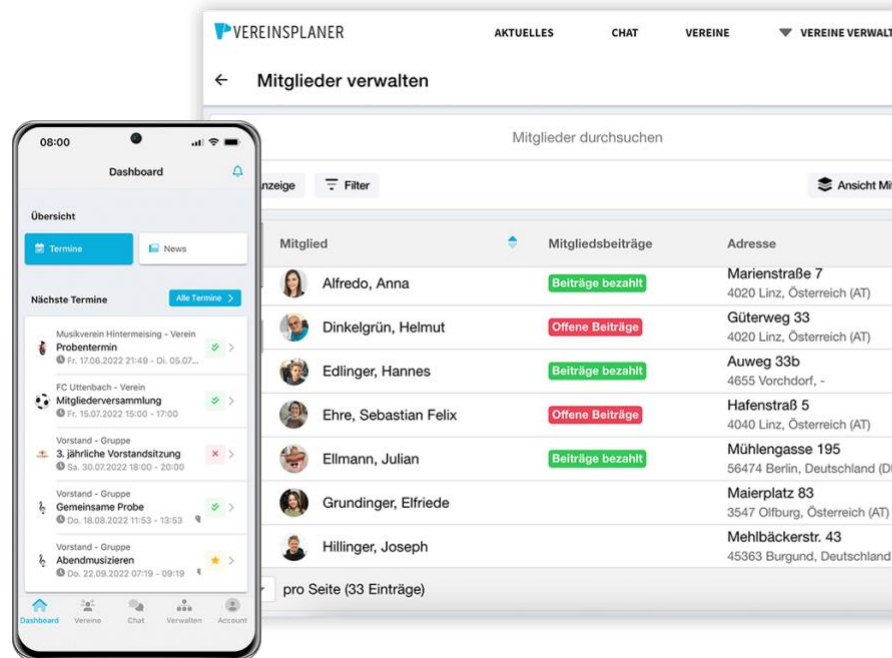 VEREINSPLANER
AKTUELLES CHAT VEREINE VEREINE VERWALT
Mitglieder verwalten
Mitglieder durchsuchen
nzeige Filter Ansicht Mi
Mitglied Mitgliedsbeiträge Adresse
Alfredo, Anna Beiträge bezahlt Marienstraße 7
4020 Linz, Österreich (AT)
Dinkelgrün, Helmut Offene Beiträge Güterweg 33
4020 Linz, Österreich (AT)
Edlinger, Hannes Beiträge bezahlt Auweg 33b
4655 Vorchdorf, -
Ehre, Sebastian Felix Offene Beiträge Hafenstraß 5
4040 Linz, Österreich (AT)
Ellmann, Julian Beiträge bezahlt Mühlengasse 195
56474 Berlin, Deutschland (D
Grundinger, Elfriede Maierplatz 83
3547 Olfburg, Österreich (AT)
Hillinger, Joseph Mehlbäckerstr. 43
45363 Burgund, Deutschland
pro Seite (33 Einträge)
08:00
Dashboard
Übersicht
Termine News
Nächste Termine Alle Termine
Musikverein Hintermeising - Verein
Probentermin
Fr. 17.06.2022 21:49 - Di. 05.07...
FC Uttenbach - Verein
Mitgliederversammlung
Fr. 15.07.2022 15:00 - 17:00
Vorstand - Gruppe
3. jährliche Vorstandsitzung
Sa. 30.07.2022 18:00 - 20:00
Vorstand - Gruppe
Gemeinsame Probe
Do. 18.08.2022 11:53 - 13:53
Vorstand - Gruppe
Abendmusizieren
Do. 22.09.2022 07:19 - 09:19
Dashboard Vereine Chat Verwalten Account